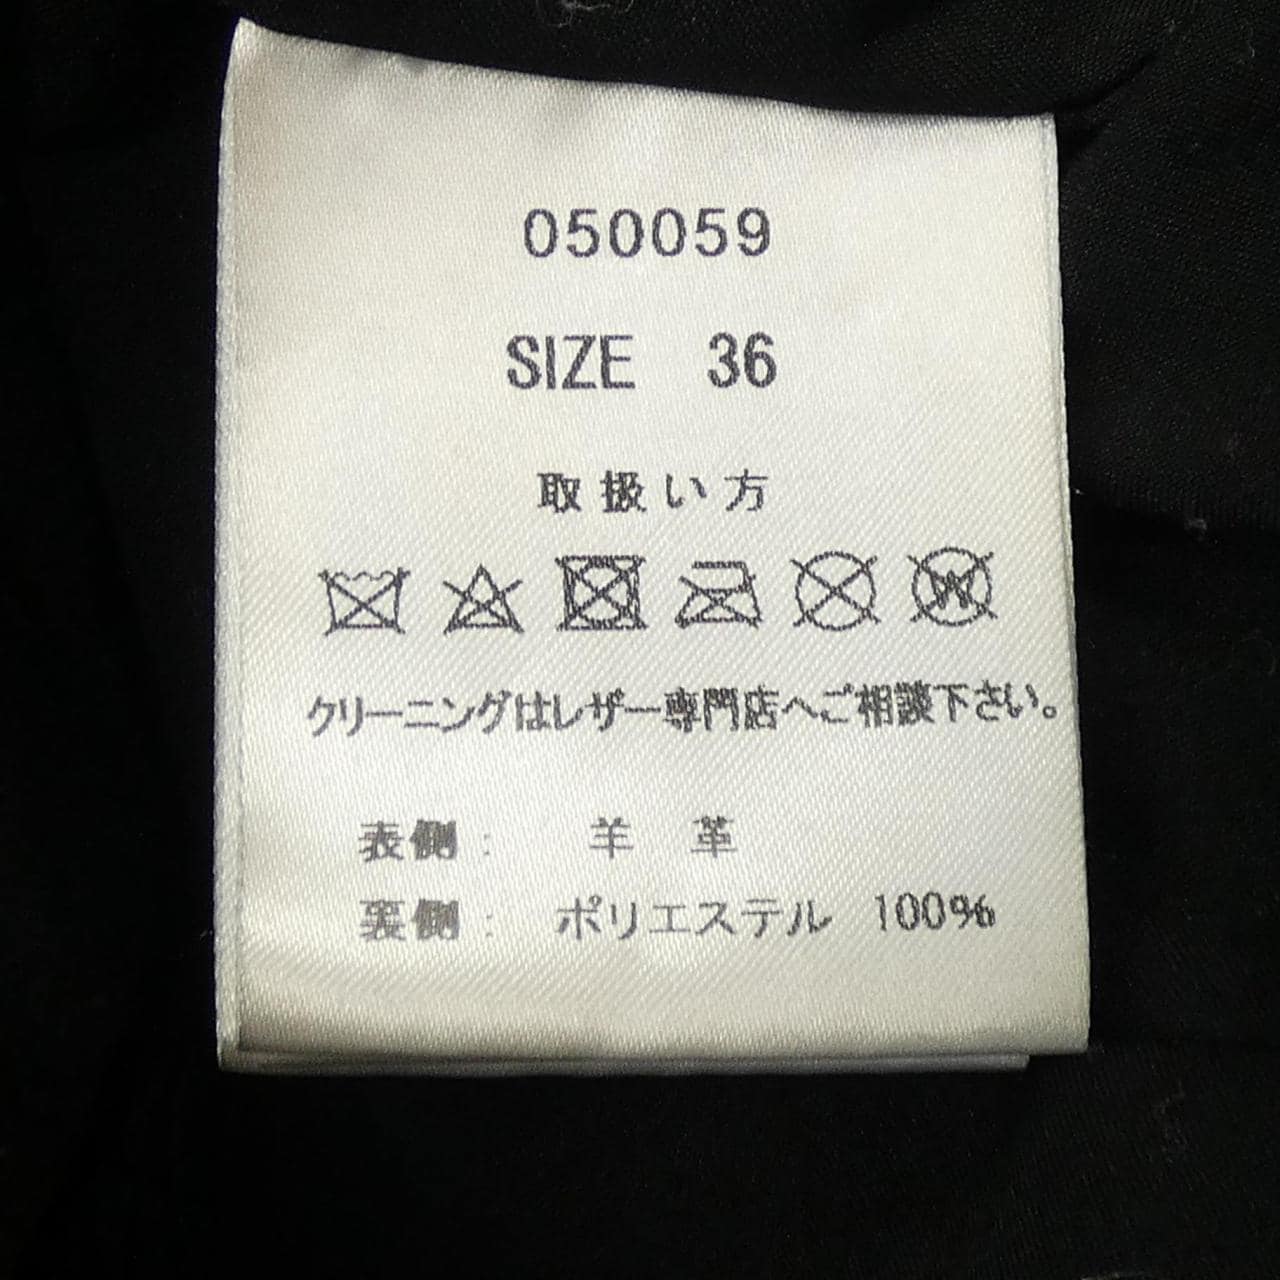 050059
SIZE 36
取扱い方
W
クリーニングはレザー専門店へご相談下さい。
表側： 羊 革
裏側： ポリエステル 100%